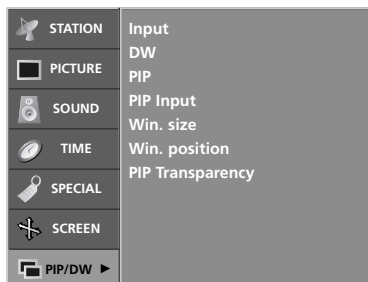 STATION
PICTURE
SOUND
TIME
SPECIAL
SCREEN
PIP/DW ►
Input
DW
PIP
PIP Input
Win. size
Win. position
PIP Transparency